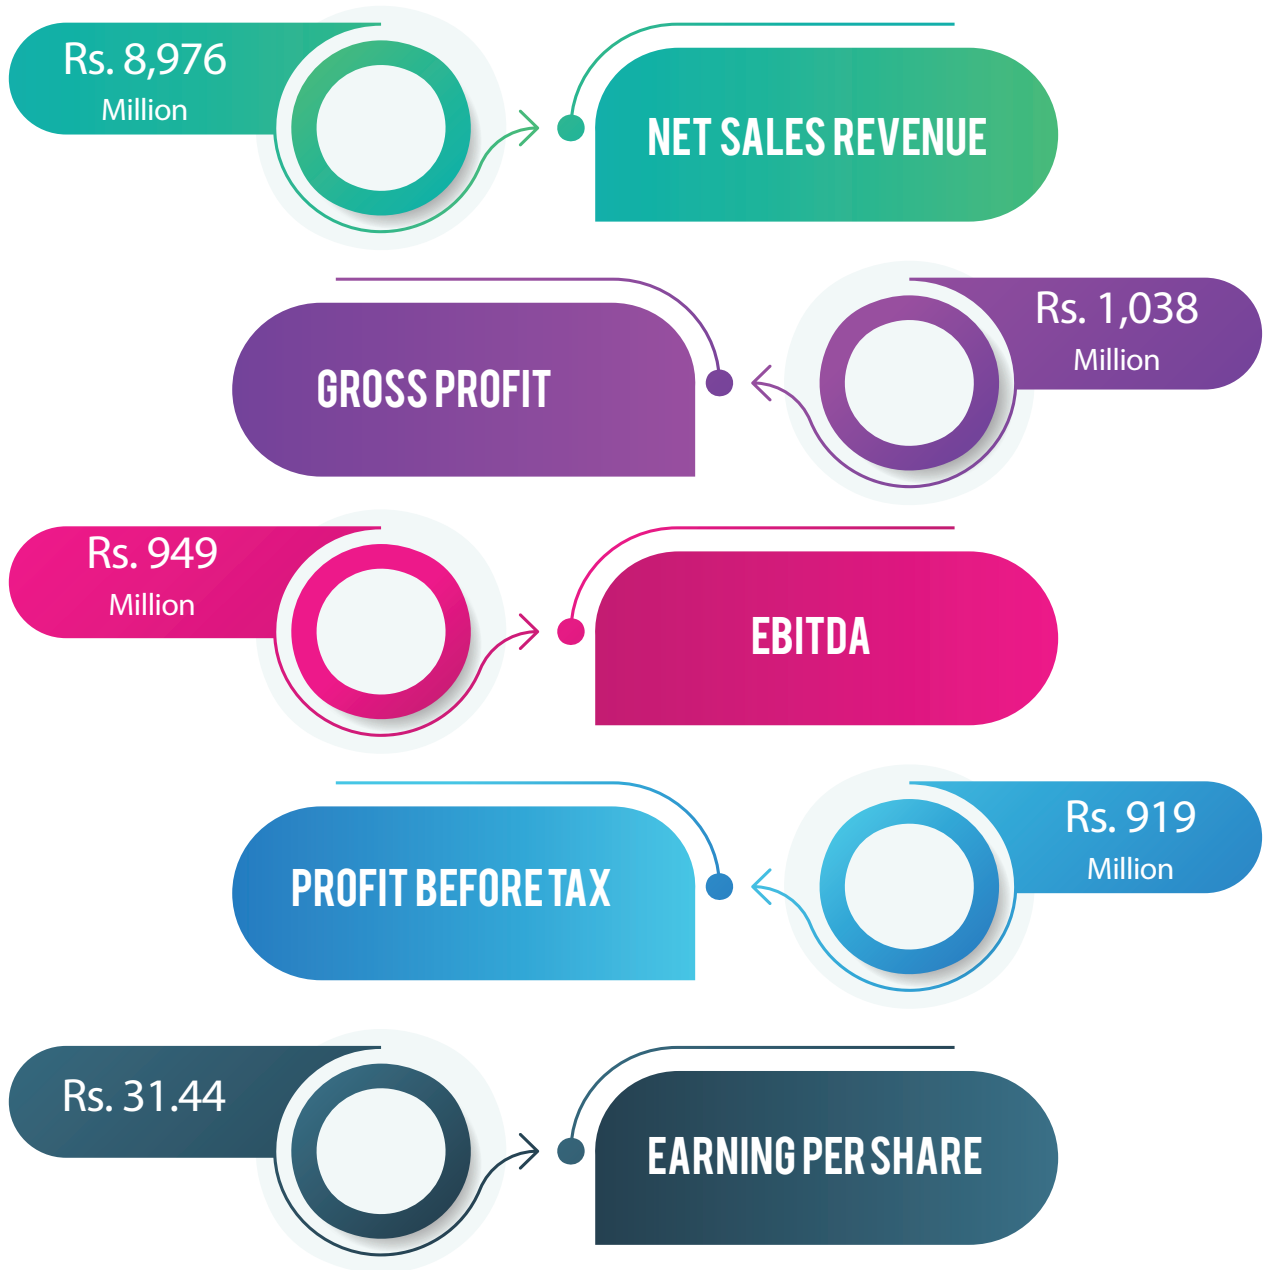 Rs. 8,976
Million
NET SALES REVENUE
GROSS PROFIT
Rs. 1,038
Million
Rs. 949
Million
EBITDA
PROFIT BEFORE TAX
Rs. 919
Million
Rs. 31.44
EARNING PER SHARE